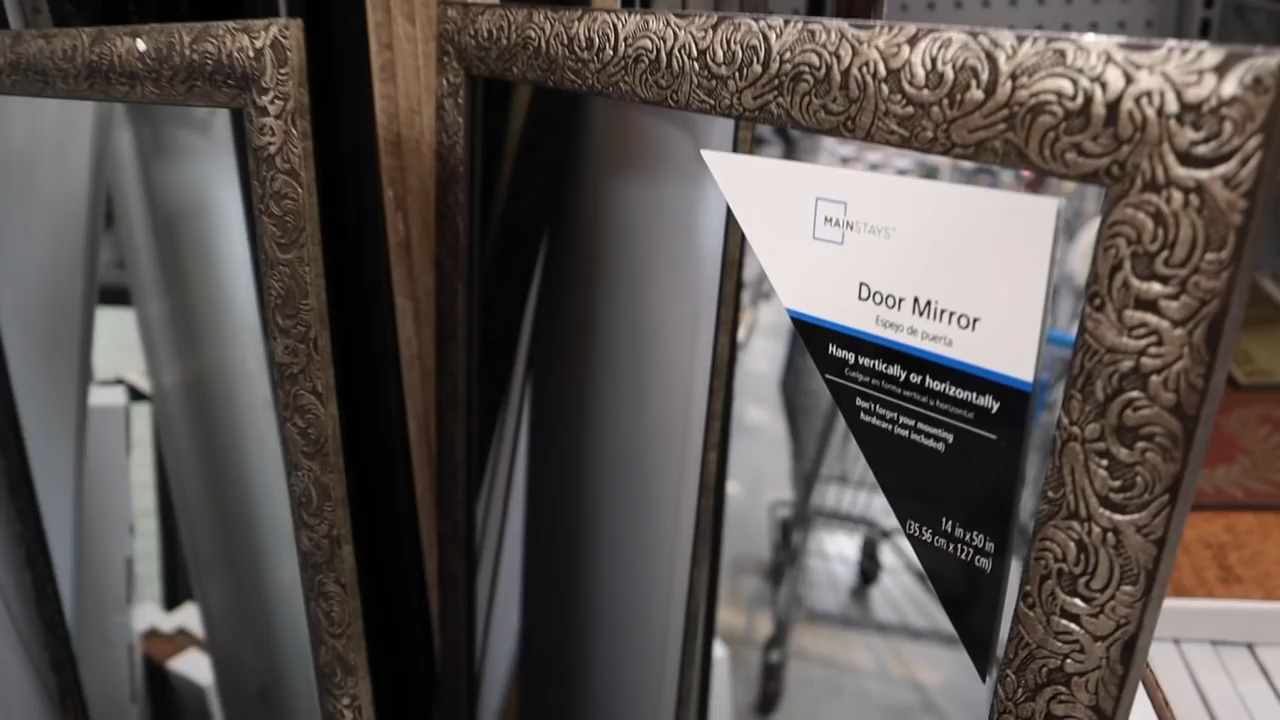 MAINSTAYS™
Door Mirror
Espejo de puerta
Hang vertically or horizontally
Cuelgue en forma vertical u horizontal
Don't forget your mounting
hardware (not included)
14 in x 50 in
(35.56 cm x 127 cm)